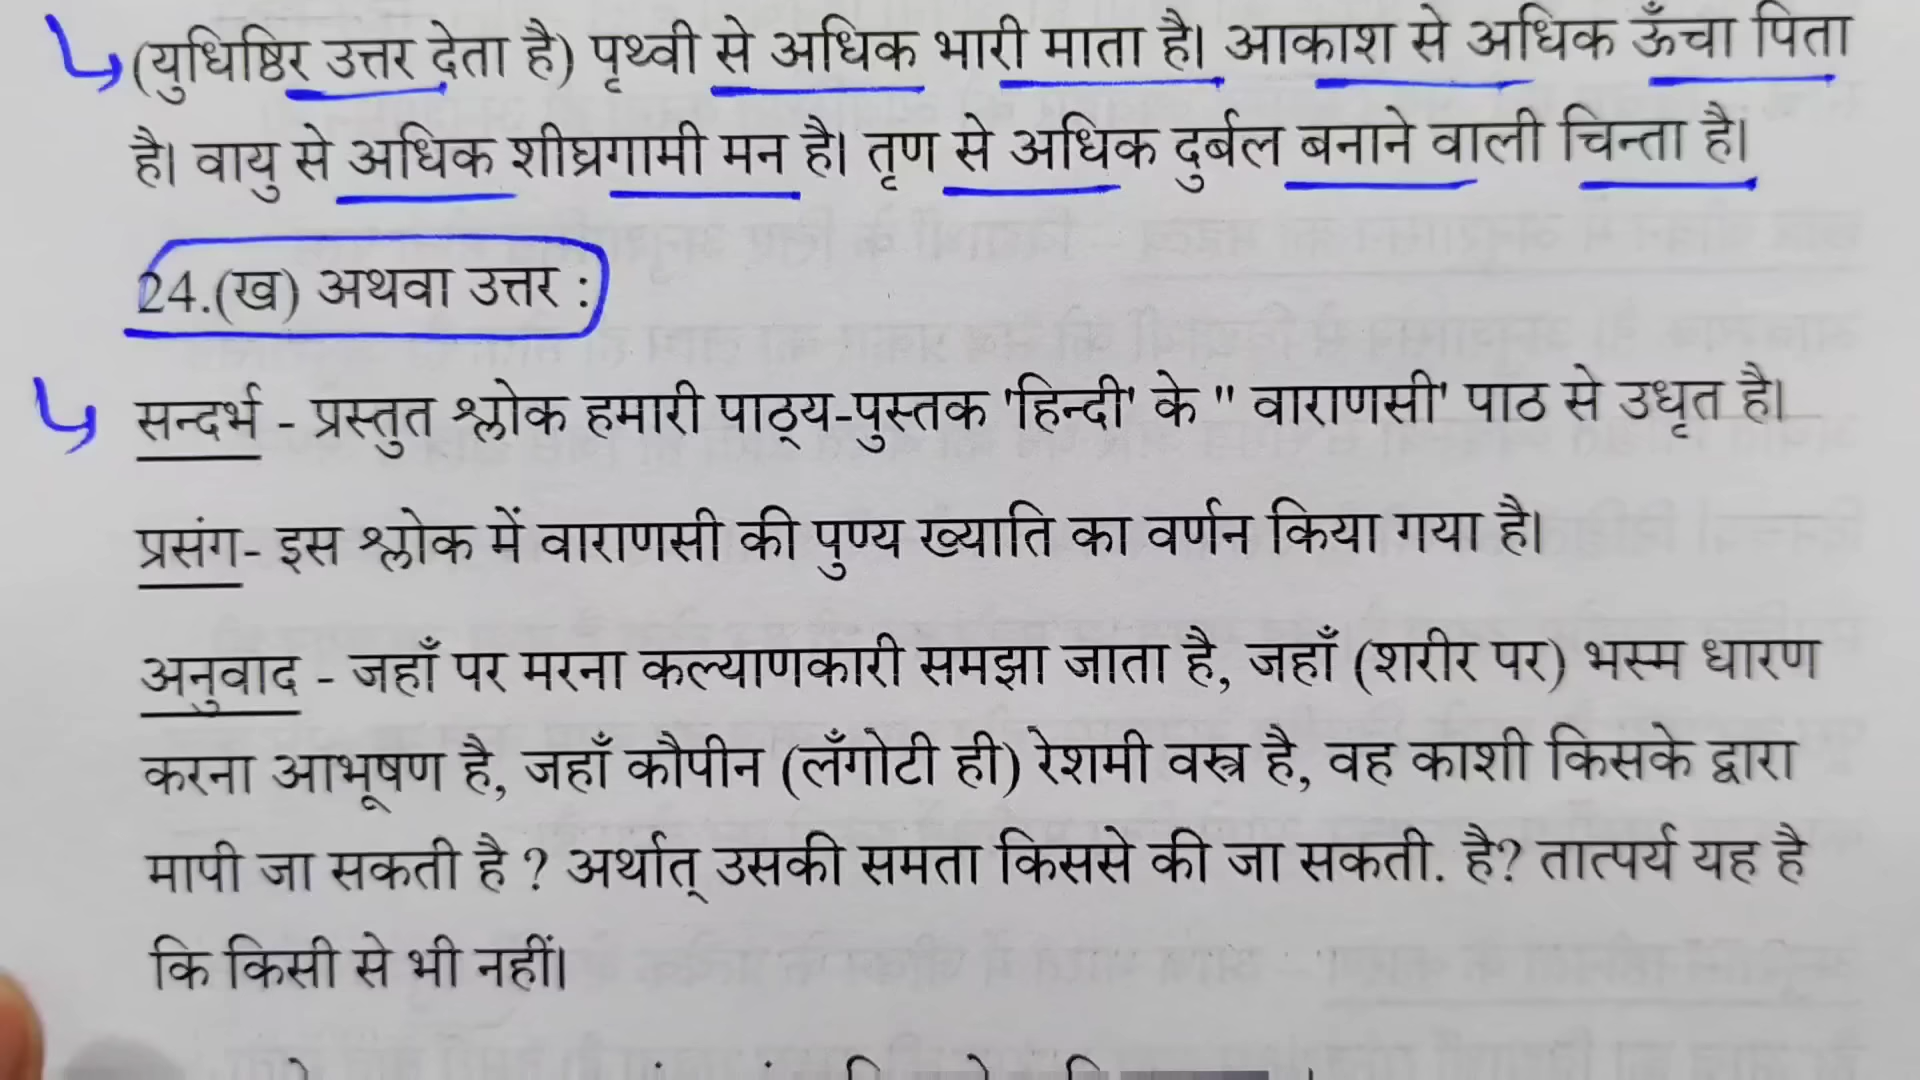 (युधिष्ठिर उत्तर देता है) पृथ्वी से अधिक भारी माता है। आकाश से अधिक ऊँचा पिता
है। वायु से अधिक शीघ्रगामी मन है। तृण से अधिक दुर्बल बनाने वाली चिन्ता है।
24.(ख) अथवा उत्तर :
सन्दर्भ - प्रस्तुत श्लोक हमारी पाठ्य-पुस्तक 'हिन्दी' के " वाराणसी' पाठ से उधृत है।
प्रसंग- इस श्लोक में वाराणसी की पुण्य ख्याति का वर्णन किया गया है।
अनुवाद - जहाँ पर मरना कल्याणकारी समझा जाता है, जहाँ (शरीर पर) भस्म धारण
करना आभूषण है, जहाँ कौपीन (लँगोटी ही) रेशमी वस्त्र है, वह काशी किसके द्वारा
मापी जा सकती है ? अर्थात् उसकी समता किससे की जा सकती. है? तात्पर्य यह है
कि किसी से भी नहीं।